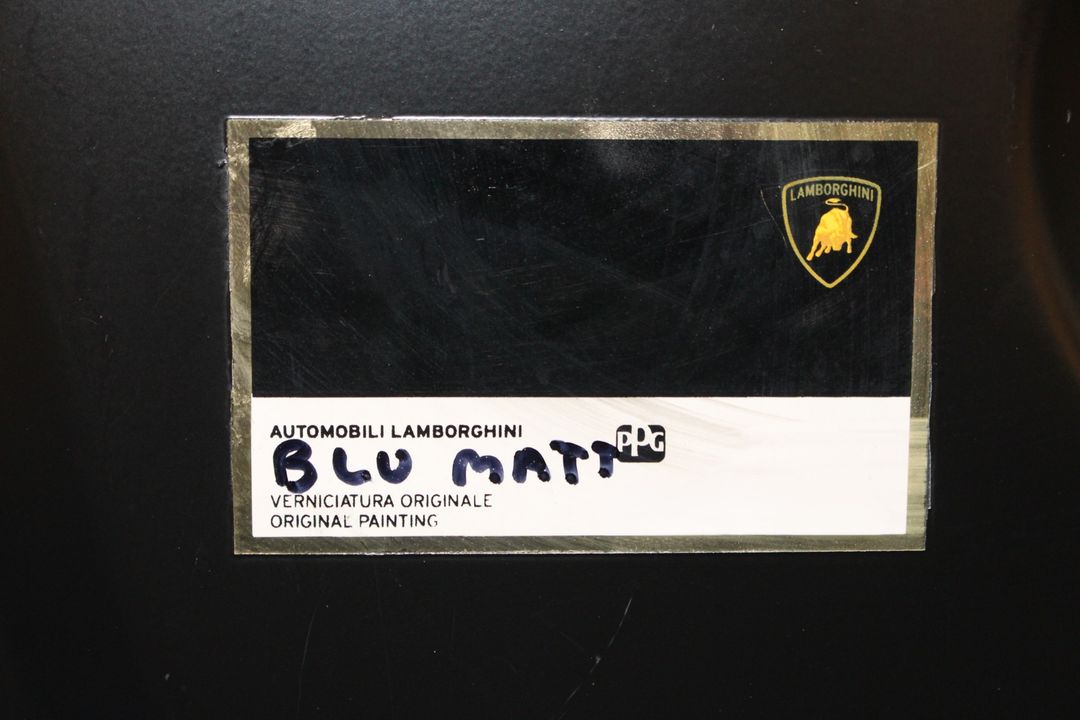 LAMBORGHINI
AUTOMOBILI LAMBORGHINI
BLU MATT PPG
VERNICIATURA ORIGINALE
ORIGINAL PAINTING